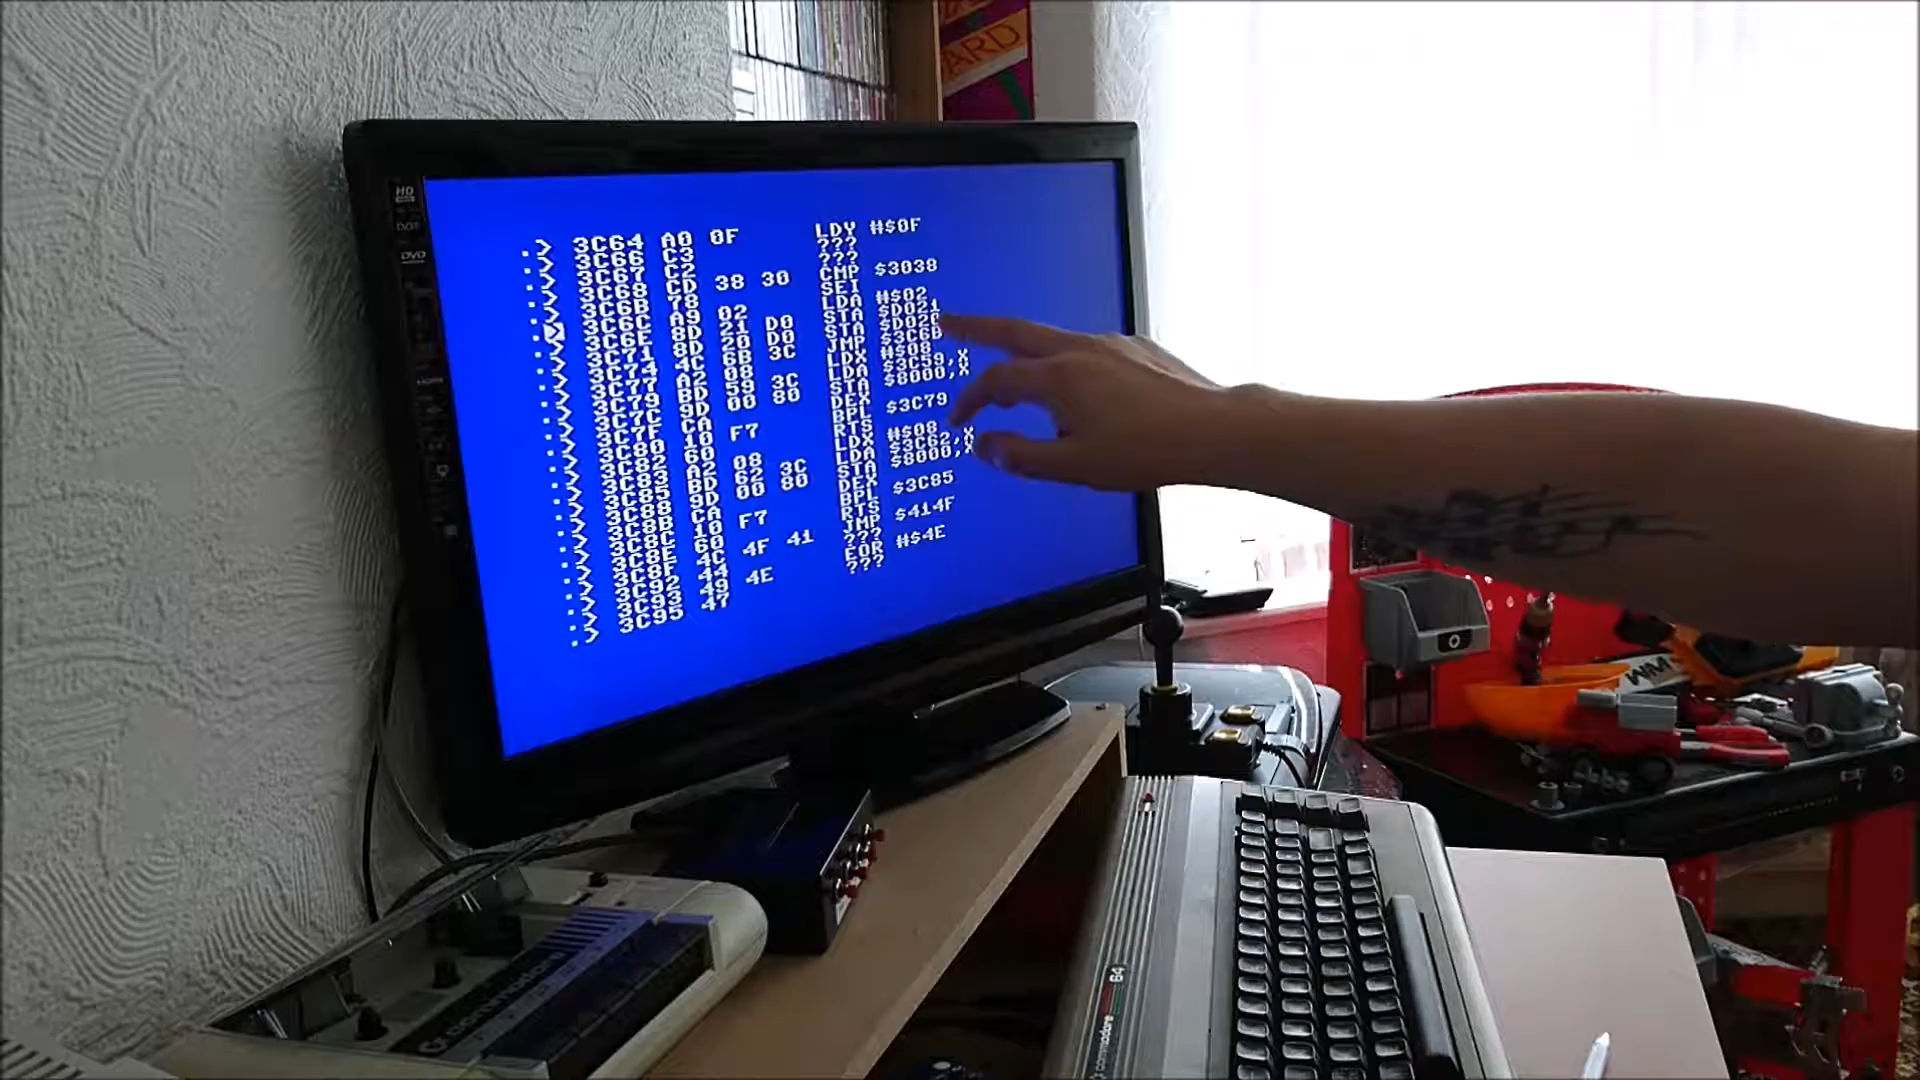 ARD
HD
DVD
.> 3C64 A0 0F LDY #$0F
.> 3C66 C3 ???
.> 3C67 C2 ???
.> 3C68 CD 38 30 CMP $3038
.> 3C6B 78 SEI
.> 3C6C A9 02 LDA #$02
.> 3C6E 8D 21 D0 STA $D021
.> 3C71 8D 20 D0 STA $D020
.> 3C74 4C 6B 3C JMP $3C6B
.> 3C77 A2 08 LDX #$08
.> 3C79 BD 59 3C LDA $3C59,X
.> 3C7C 9D 00 80 STA $8000,X
.> 3C7F CA DEX
.> 3C80 10 F7 BPL $3C79
.> 3C82 60 RTS
.> 3C83 A2 08 LDX #$08
.> 3C85 BD 62 3C LDA $3C62,X
.> 3C88 9D 00 80 STA $8000,X
.> 3C8B CA DEX
.> 3C8C 10 F7 BPL $3C85
.> 3C8E 60 RTS
.> 3C8F 4C 4F 41 JMP $414F
.> 3C92 44 ???
.> 3C93 49 4E EOR #$4E
.> 3C95 47 ???
commodore
commodore 64